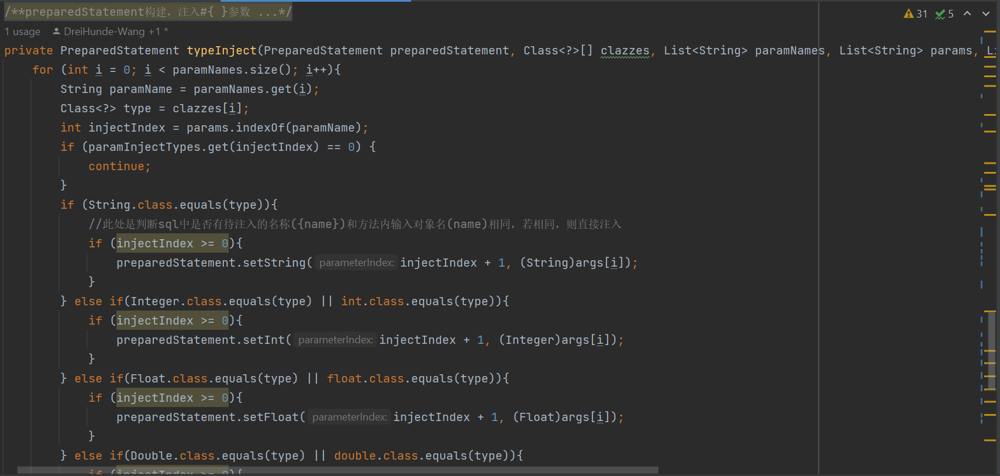 /**preparedStatement构建，注入#{ }参数 ...*/
31 5
1 usage DreiHunde-Wang +1 *
private PreparedStatement typeInject(PreparedStatement preparedStatement, Class<?>[] clazzes, List<String> paramNames, List<String> params, Li
for (int i = 0; i < paramNames.size(); i++){
String paramName = paramNames.get(i);
Class<?> type = clazzes[i];
int injectIndex = params.indexOf(paramName);
if (paramInjectTypes.get(injectIndex) == 0) {
continue;
}
if (String.class.equals(type)){
//此处是判断sql中是否有待注入的名称({name})和方法内输入对象名(name)相同，若相同，则直接注入
if (injectIndex >= 0){
preparedStatement.setString( parameterIndex: injectIndex + 1, (String)args[i]);
}
} else if(Integer.class.equals(type) || int.class.equals(type)){
if (injectIndex >= 0){
preparedStatement.setInt( parameterIndex: injectIndex + 1, (Integer)args[i]);
}
} else if(Float.class.equals(type) || float.class.equals(type)){
if (injectIndex >= 0){
preparedStatement.setFloat( parameterIndex: injectIndex + 1, (Float)args[i]);
}
} else if(Double.class.equals(type) || double.class.equals(type)){
if (injectIndex >= 0){